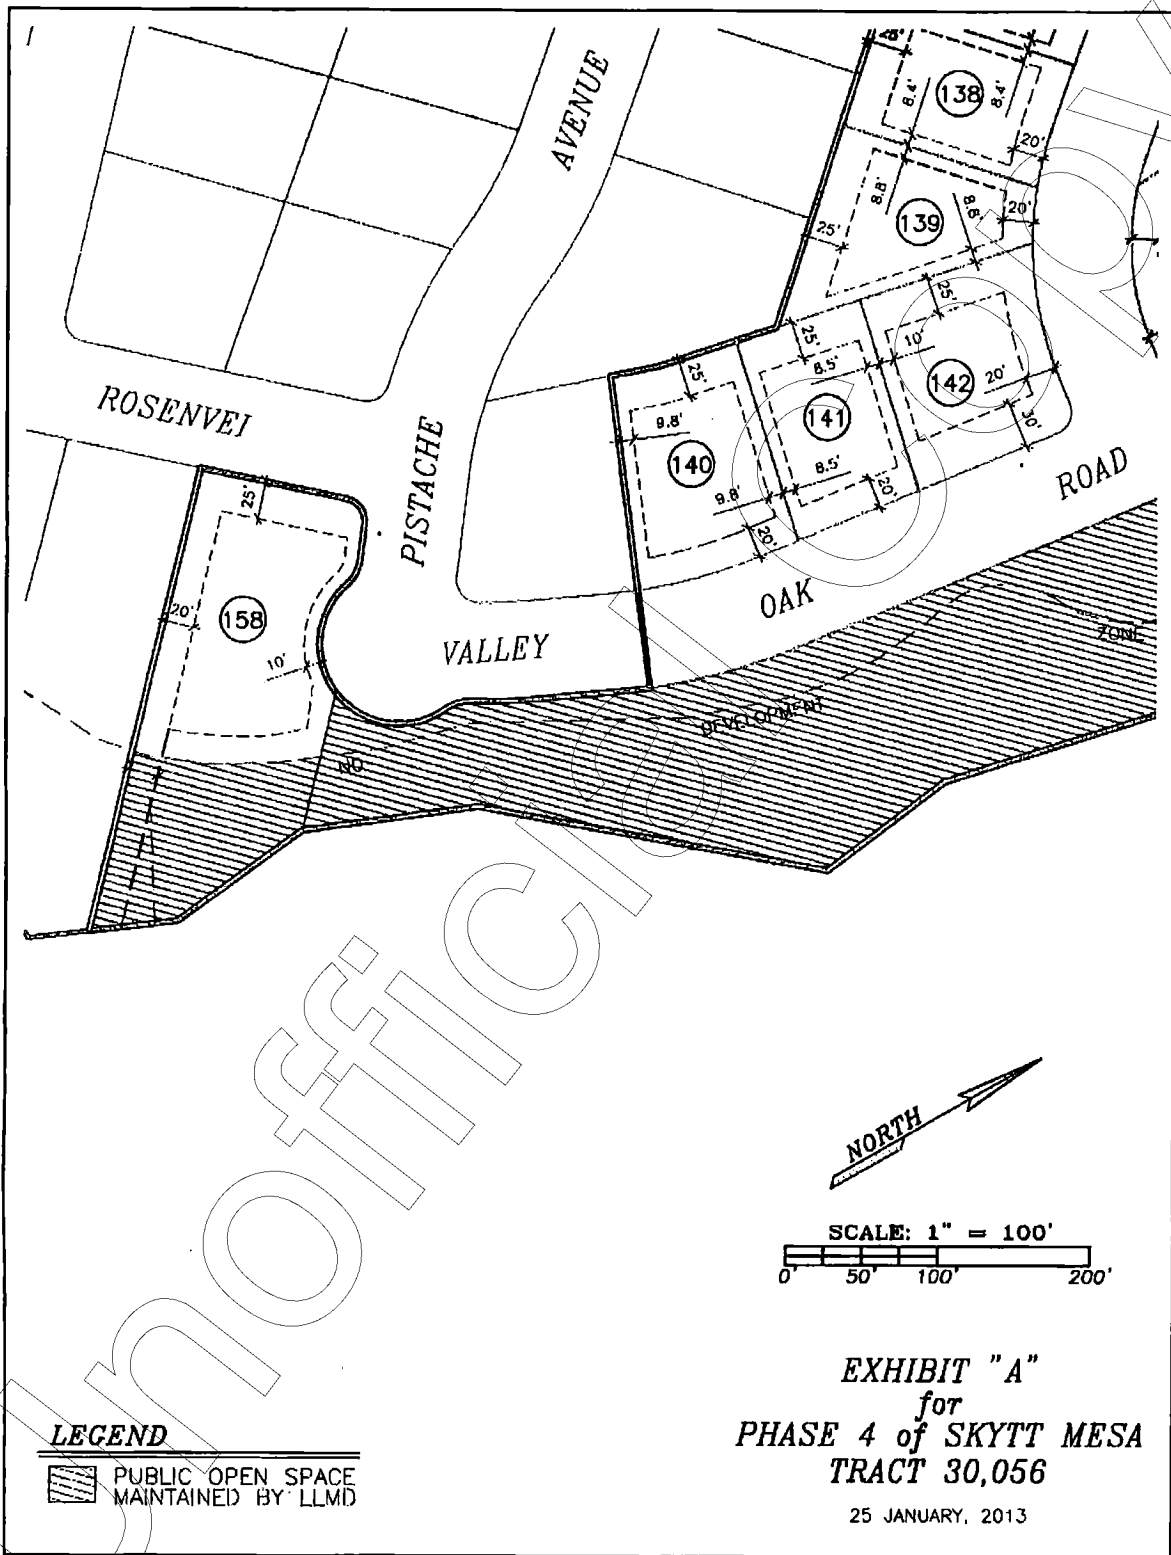 25'
138
8.4'
8.4'
20'
AVENUE
8.8'
139
8.8'
20'
25'
25'
10'
142
20'
30'
25'
8.5'
141
8.5'
20'
25'
9.8'
140
9.8'
20'
ROSENVEI
PISTACHE
ROAD
OAK
VALLEY
25'
158
20'
10'
ZONE
DEVELOPMENT
NO
Unofficial Copy
NORTH
SCALE: 1" = 100'
0' 50' 100' 200'
EXHIBIT "A"
for
PHASE 4 of SKYTT MESA
TRACT 30,056
25 JANUARY, 2013
LEGEND
PUBLIC OPEN SPACE
MAINTAINED BY LLMD